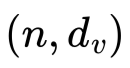 (n, d_v)